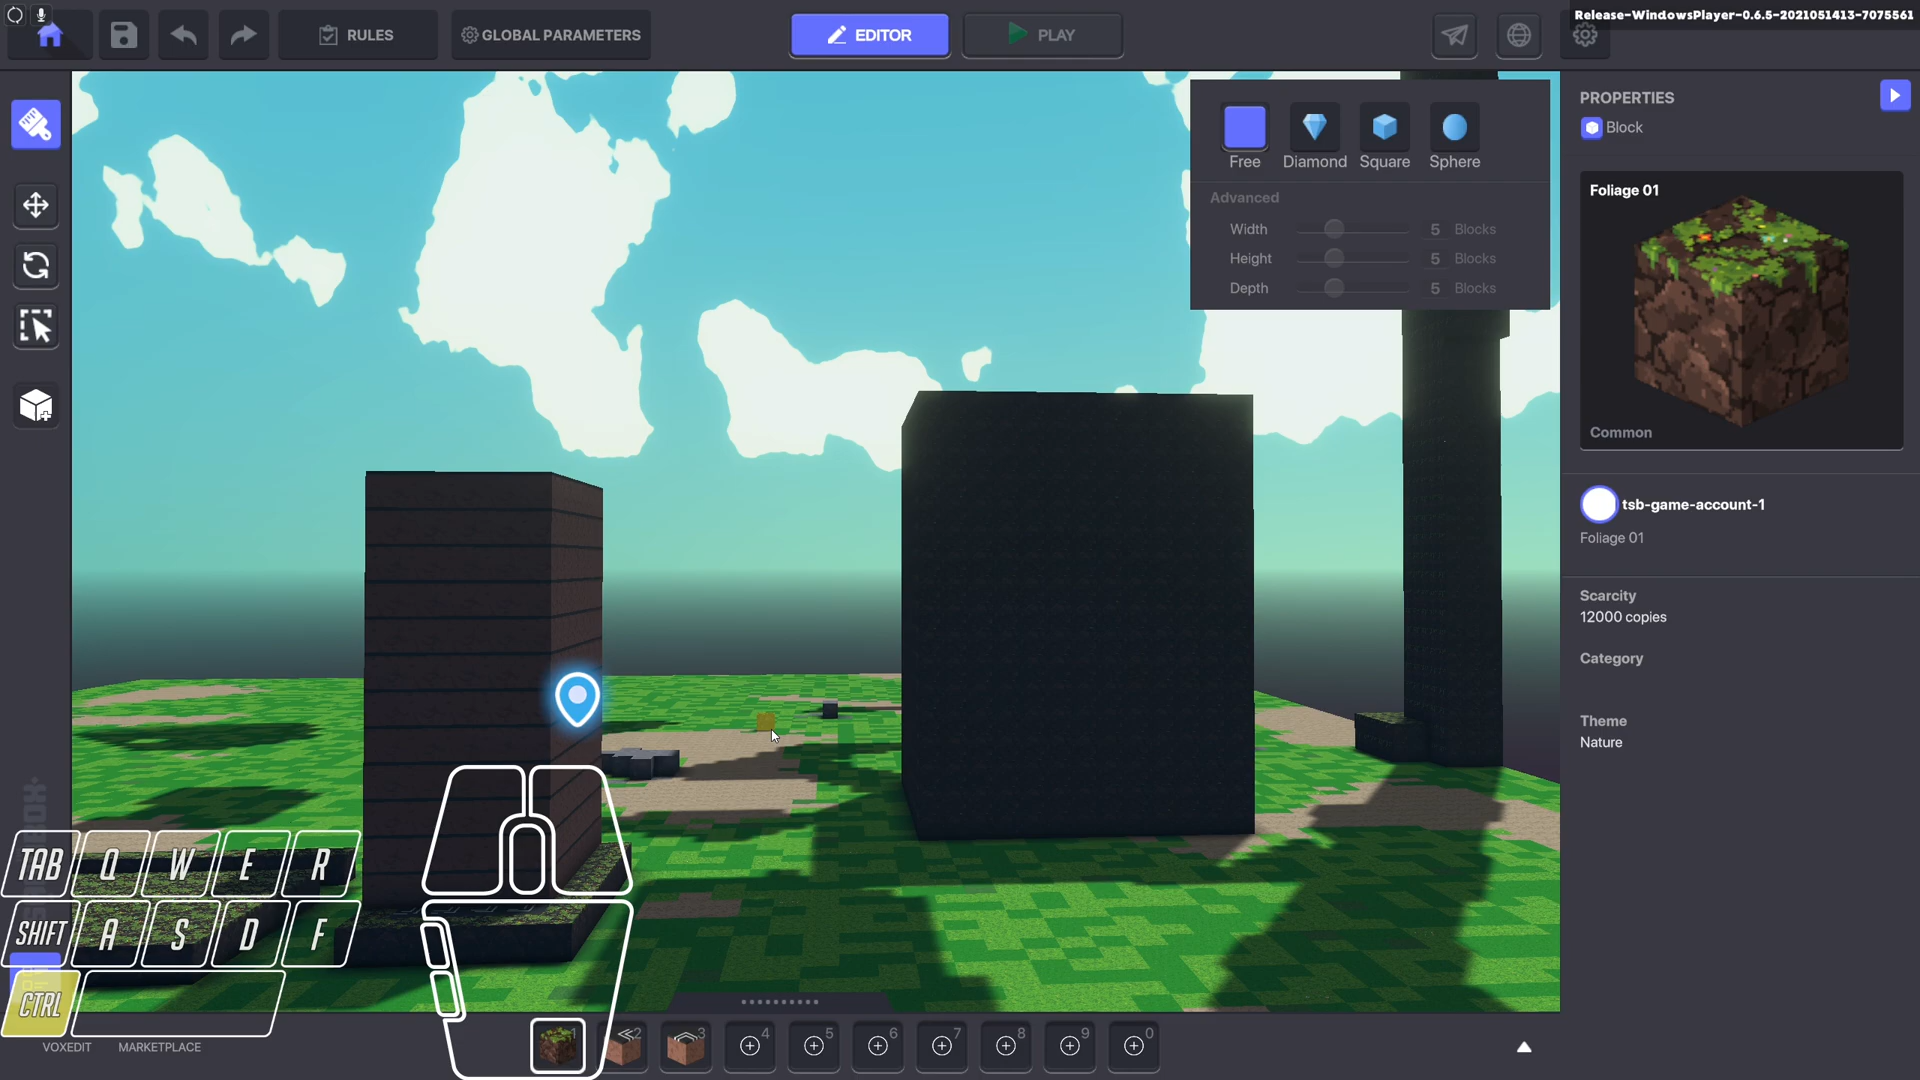 Release-WindowsPlayer-0.6.5-2021051413-7075561
RULES
GLOBAL PARAMETERS
EDITOR
PLAY
PROPERTIES
Block
Free
Diamond
Square
Sphere
Advanced
Width 5 Blocks
Height 5 Blocks
Depth 5 Blocks
Foliage 01
Common
tsb-game-account-1
Foliage 01
Scarcity
12000 copies
Category
Theme
Nature
TAB Q W E R
SHIFT A S D F
CTRL
VOXEDIT
MARKETPLACE
1 2 3 4 5 6 7 8 9 0